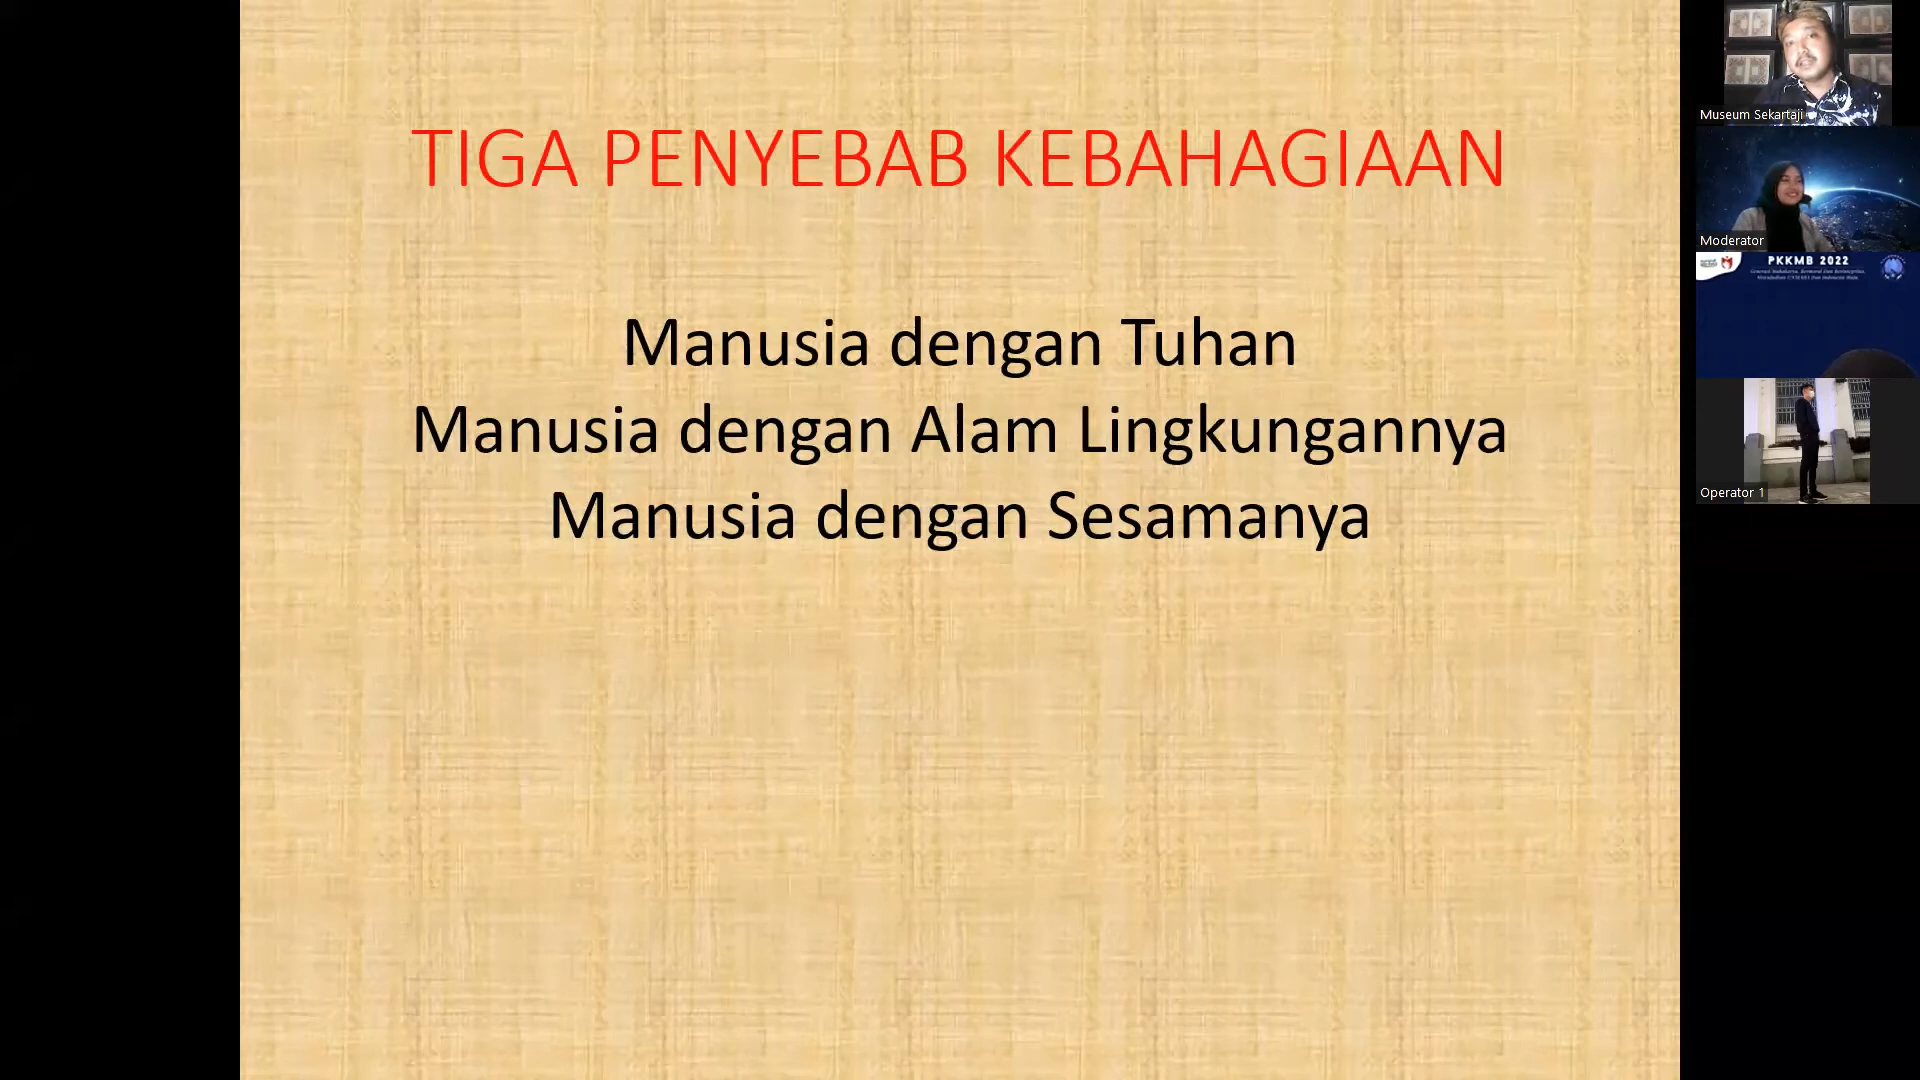 TIGA PENYEBAB KEBAHAGIAAN
Manusia dengan Tuhan
Manusia dengan Alam Lingkungannya
Manusia dengan Sesamanya
Museum Sekartaji
Moderator
PKKMB 2022
Operator 1